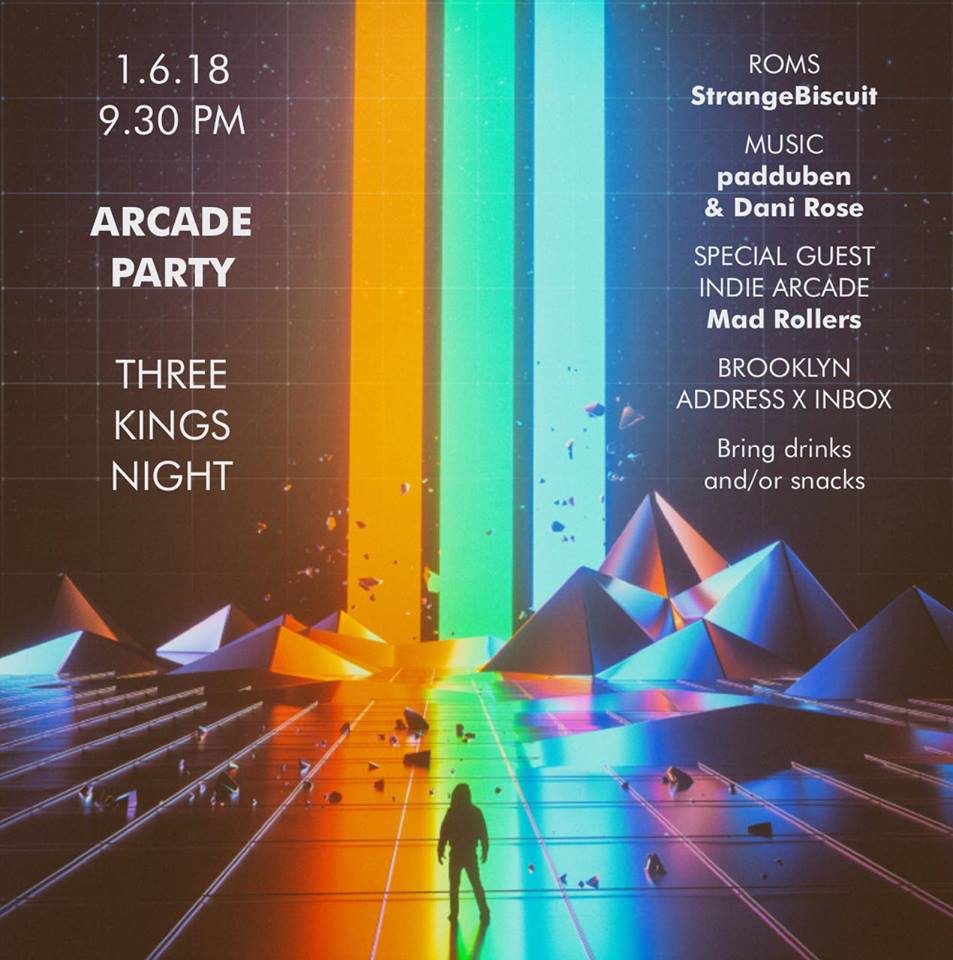 1.6.18
9.30 PM
ARCADE
PARTY
THREE
KINGS
NIGHT
ROMS
StrangeBiscuit
MUSIC
padduben
& Dani Rose
SPECIAL GUEST
INDIE ARCADE
Mad Rollers
BROOKLYN
ADDRESS X INBOX
Bring drinks
and/or snacks